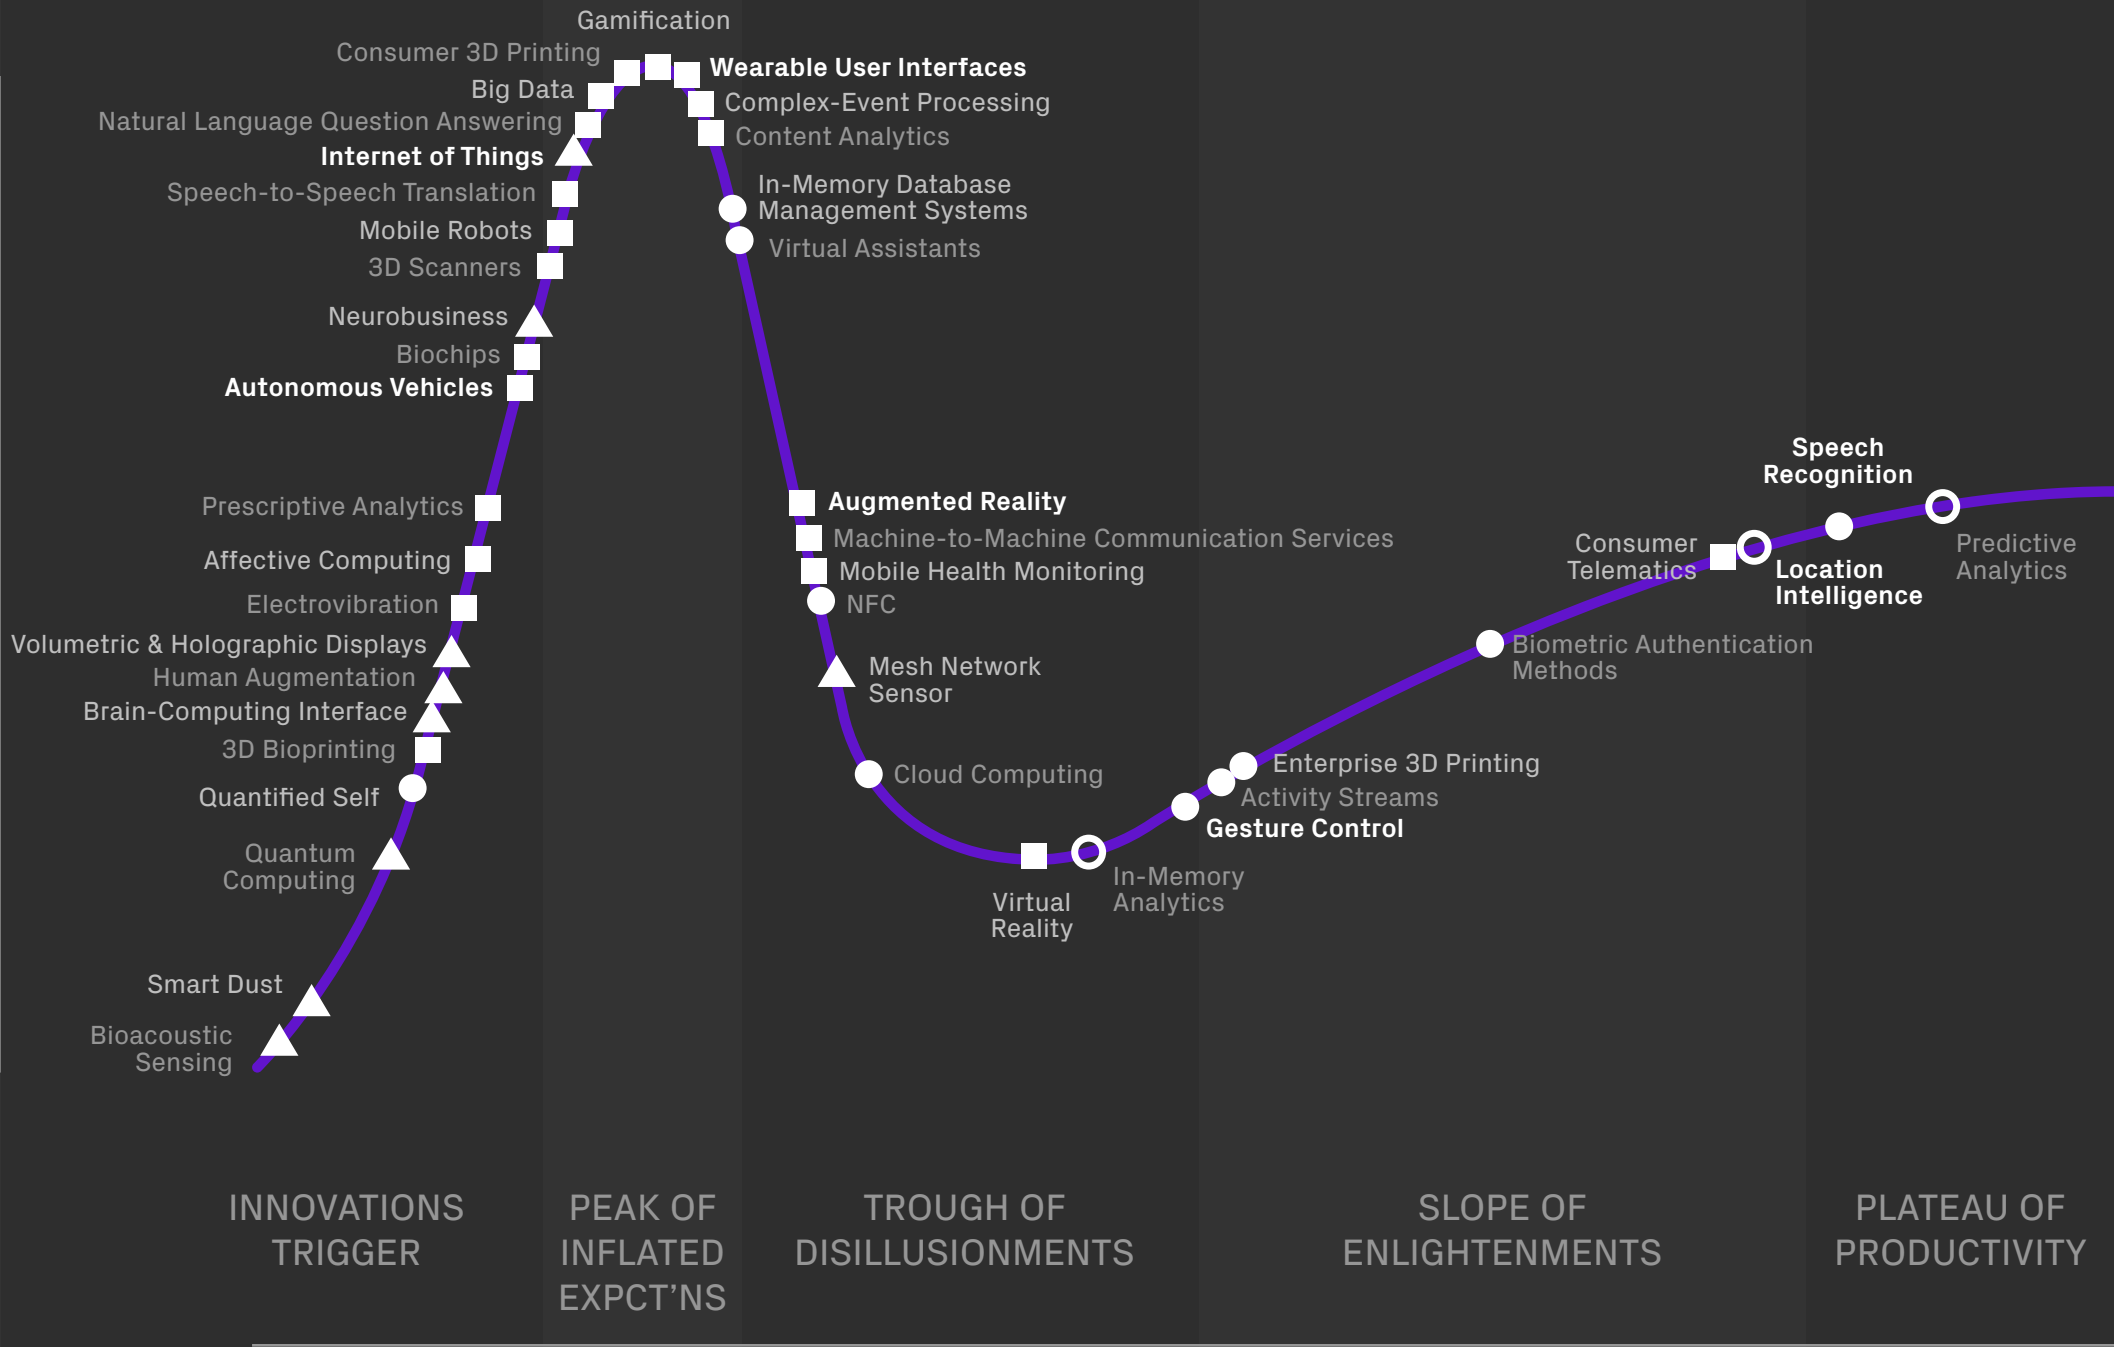 Gamification
Consumer 3D Printing
Wearable User Interfaces
Big Data
Complex-Event Processing
Natural Language Question Answering
Content Analytics
Internet of Things
Speech-to-Speech Translation
In-Memory Database
Management Systems
Mobile Robots
Virtual Assistants
3D Scanners
Neurobusiness
Biochips
Autonomous Vehicles
Prescriptive Analytics
Affective Computing
Electrovibration
Volumetric & Holographic Displays
Human Augmentation
Brain-Computing Interface
3D Bioprinting
Quantified Self
Quantum
Computing
Smart Dust
Bioacoustic
Sensing
Augmented Reality
Machine-to-Machine Communication Services
Mobile Health Monitoring
NFC
Mesh Network
Sensor
Cloud Computing
Virtual
Reality
In-Memory
Analytics
Enterprise 3D Printing
Activity Streams
Gesture Control
Biometric Authentication
Methods
Consumer
Telematics
Location
Intelligence
Speech
Recognition
Predictive
Analytics
INNOVATIONS
TRIGGER
PEAK OF
INFLATED
EXPCT'NS
TROUGH OF
DISILLUSIONMENTS
SLOPE OF
ENLIGHTENMENTS
PLATEAU OF
PRODUCTIVITY